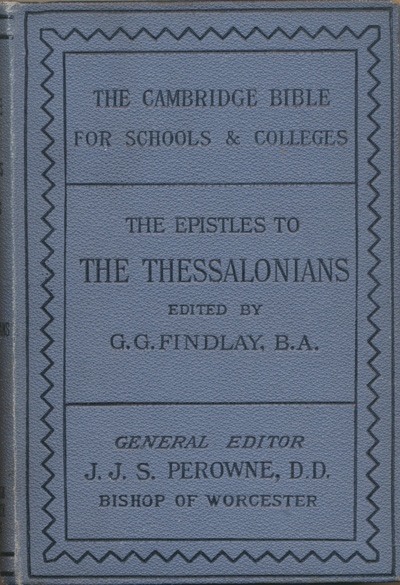 THE CAMBRIDGE BIBLE
FOR SCHOOLS & COLLEGES
THE EPISTLES TO
THE THESSALONIANS
EDITED BY
G. G. FINDLAY, B.A.
GENERAL EDITOR
J. J. S. PEROWNE, D.D.
BISHOP OF WORCESTER